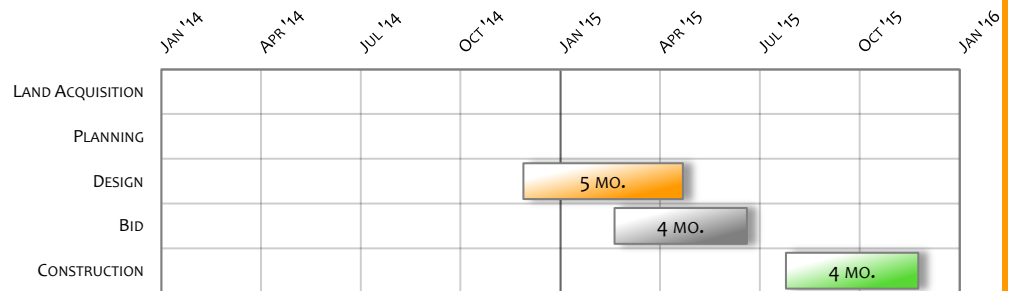 JAN '14 APR '14 JUL '14 OCT '14 JAN '15 APR '15 JUL '15 OCT '15 JAN '16
LAND ACQUISITION
PLANNING
DESIGN 5 MO.
BID 4 MO.
CONSTRUCTION 4 MO.